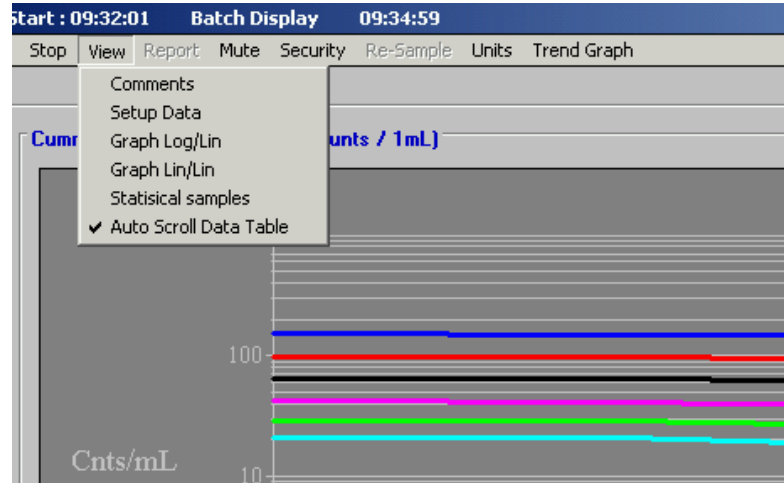 Start : 09:32:01 Batch Display 09:34:59
Stop View Report Mute Security Re-Sample Units Trend Graph
Comments
Setup Data
Graph Log/Lin
Graph Lin/Lin
Statisical samples
Auto Scroll Data Table
/ 1mL)
100
Cnts/mL
10